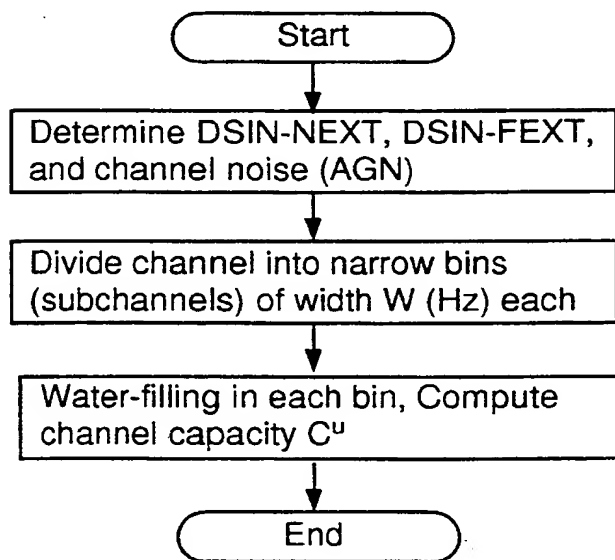 Start
Determine DSIN-NEXT, DSIN-FEXT,
and channel noise (AGN)
Divide channel into narrow bins
(subchannels) of width W (Hz) each
Water-filling in each bin, Compute
channel capacity Cᵘ
End